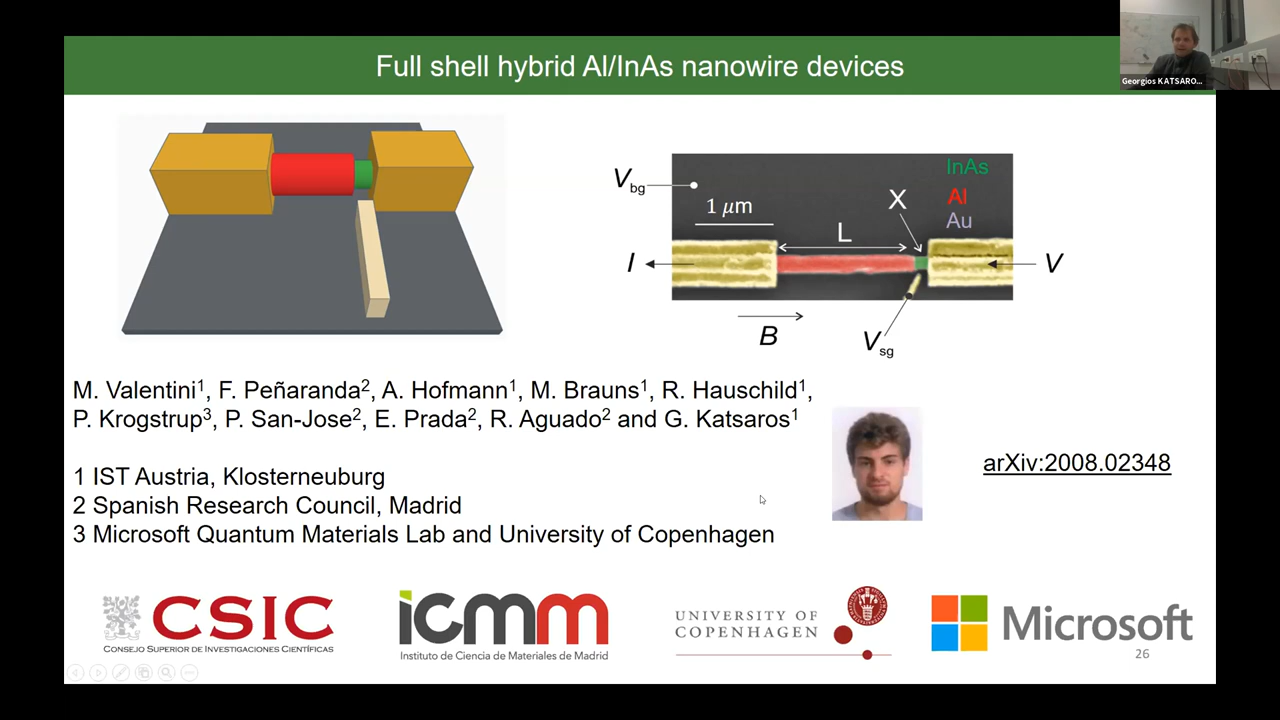 Full shell hybrid Al/InAs nanowire devices
Georgios KATSARO...
V_bg
1 μm
InAs
Al
Au
X
L
I
V
B
V_sg
M. Valentini¹, F. Peñaranda², A. Hofmann¹, M. Brauns¹, R. Hauschild¹,
P. Krogstrup³, P. San-Jose², E. Prada², R. Aguado² and G. Katsaros¹
1 IST Austria, Klosterneuburg
2 Spanish Research Council, Madrid
3 Microsoft Quantum Materials Lab and University of Copenhagen
arXiv:2008.02348
CSIC
CONSEJO SUPERIOR DE INVESTIGACIONES CIENTÍFICAS
icmm
Instituto de Ciencia de Materiales de Madrid
UNIVERSITY OF
COPENHAGEN
Microsoft
26